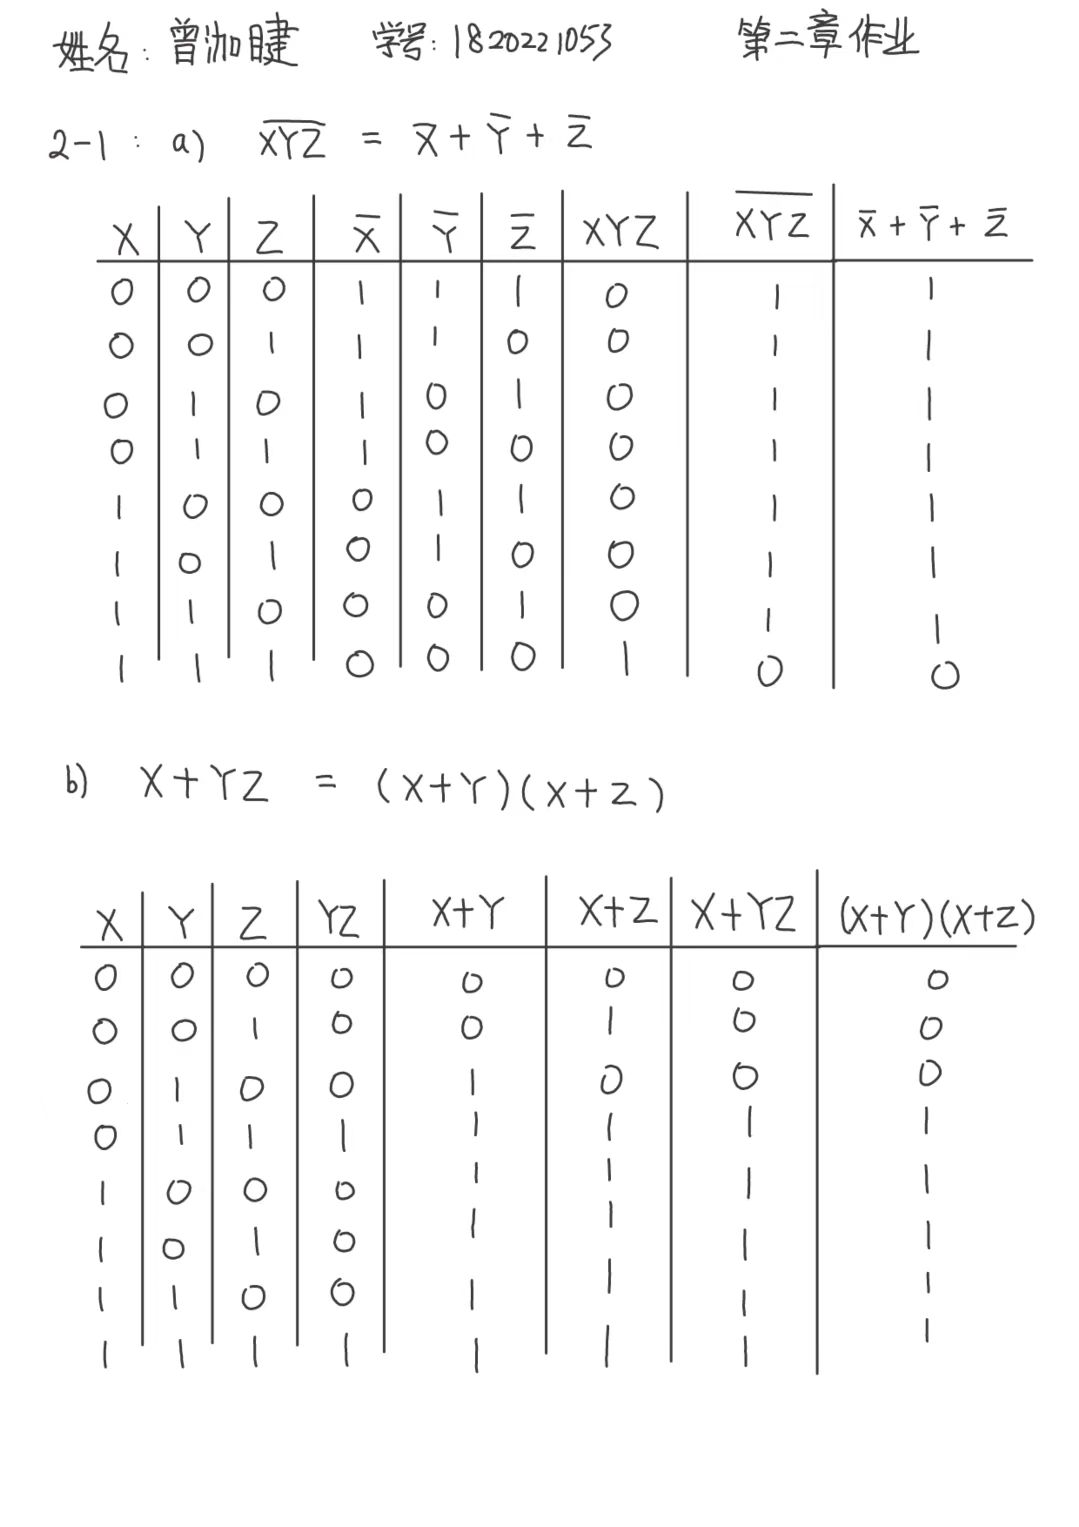 姓名：曾泇睫 学号：1820221053 第二章作业
2-1： a) X̅Y̅Z̅ = X̅ + Y̅ + Z̅
X Y Z X̅ Y̅ Z̅ XYZ X̅Y̅Z̅ X̅ + Y̅ + Z̅
0 0 0 1 1 1 0 1 1
0 0 1 1 1 0 0 1 1
0 1 0 1 0 1 0 1 1
0 1 1 1 0 0 0 1 1
1 0 0 0 1 1 0 1 1
1 0 1 0 1 0 0 1 1
1 1 0 0 0 1 0 1 1
1 1 1 0 0 0 1 0 0
b) X+YZ = (X+Y)(X+Z)
X Y Z YZ X+Y X+Z X+YZ (X+Y)(X+Z)
0 0 0 0 0 0 0 0
0 0 1 0 0 1 0 0
0 1 0 0 1 0 0 0
0 1 1 1 1 1 1 1
1 0 0 0 1 1 1 1
1 0 1 0 1 1 1 1
1 1 0 0 1 1 1 1
1 1 1 1 1 1 1 1